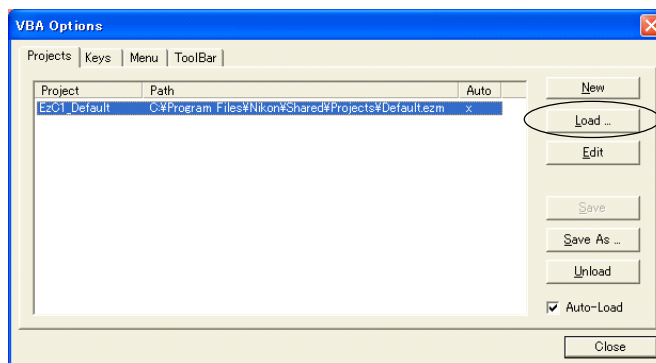 VBA Options
Projects Keys Menu ToolBar
Project Path Auto
EzC1_Default C:¥Program Files¥Nikon¥Shared¥Projects¥Default.ezm x
New
Load ...
Edit
Save
Save As ...
Unload
Auto-Load
Close